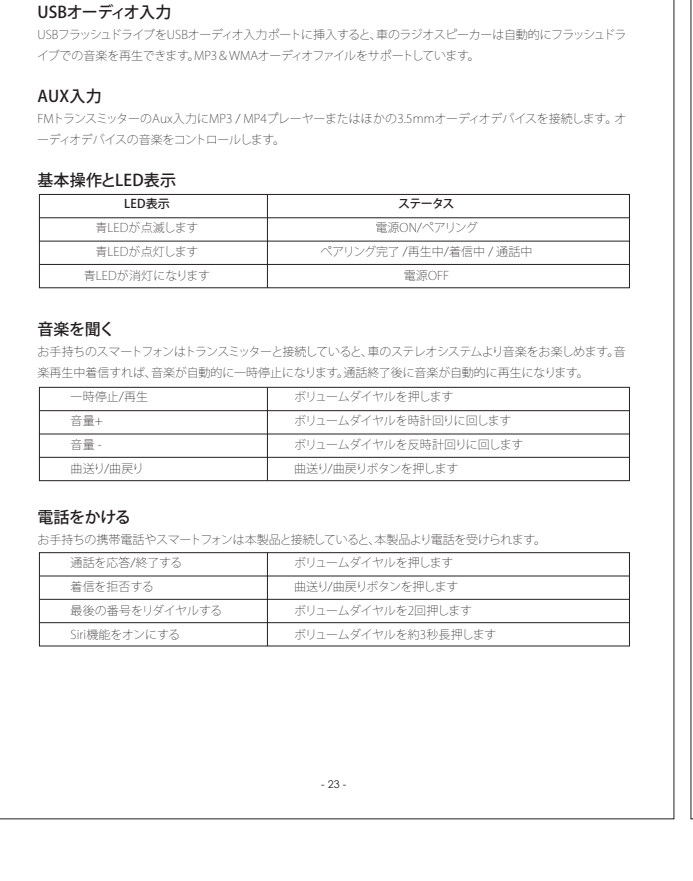 USBオーディオ入力
USBフラッシュドライブをUSBオーディオ入力ポートに挿入すると、車のラジオスピーカーは自動的にフラッシュドラ
イブでの音楽を再生できます。MP3＆WMAオーディオファイルをサポートしています。
AUX入力
FMトランスミッターのAux入力にMP3 / MP4プレーヤーまたはほかの3.5mmオーディオデバイスを接続します。オ
ーディオデバイスの音楽をコントロールします。
基本操作とLED表示
LED表示 ステータス
青LEDが点滅します 電源ON/ペアリング
青LEDが点灯します ペアリング完了 /再生中/着信中 / 通話中
青LEDが消灯になります 電源OFF
音楽を聞く
お手持ちのスマートフォンはトランスミッターと接続していると、車のステレオシステムより音楽をお楽しめます。音
楽再生中着信すれば、音楽が自動的に一時停止になります。通話終了後に音楽が自動的に再生になります。
一時停止/再生 ボリュームダイヤルを押します
音量+ ボリュームダイヤルを時計回りに回します
音量 - ボリュームダイヤルを反時計回りに回します
曲送り/曲戻り 曲送り/曲戻りボタンを押します
電話をかける
お手持ちの携帯電話やスマートフォンは本製品と接続していると、本製品より電話を受けられます。
通話を応答/終了する ボリュームダイヤルを押します
着信を拒否する 曲送り/曲戻りボタンを押します
最後の番号をリダイヤルする ボリュームダイヤルを2回押します
Siri機能をオンにする ボリュームダイヤルを約3秒長押します
- 23 -